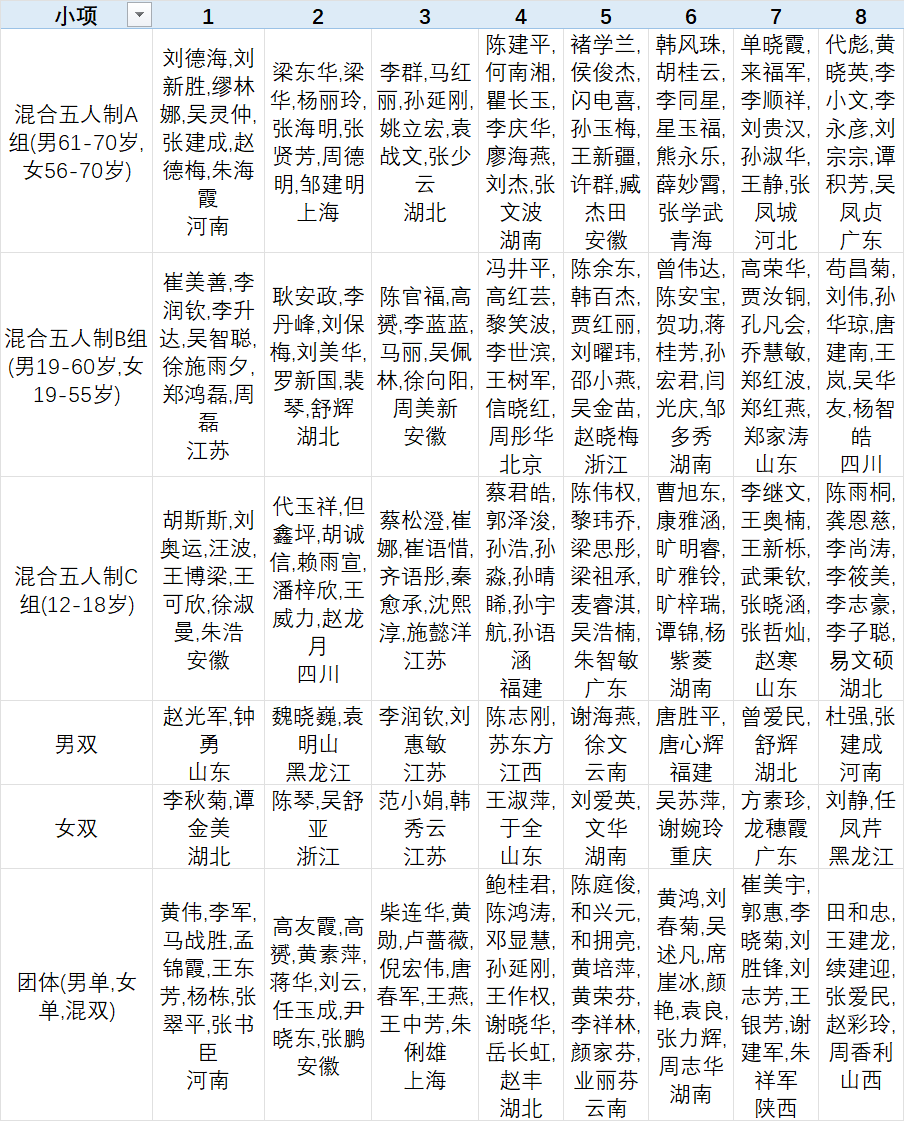 小项 1 2 3 4 5 6 7 8
混合五人制A
组(男61-70岁,
女56-70岁)
刘德海,刘
新胜,缪林
娜,吴灵仲,
张建成,赵
德梅,朱海
霞
河南
梁东华,梁
华,杨丽玲,
张海明,张
贤芳,周德
明,邹建明
上海
李群,马红
丽,孙延刚,
姚立宏,袁
战文,张少
云
湖北
陈建平,
何南湘,
瞿长玉,
李庆华,
廖海燕,
刘杰,张
文波
湖南
褚学兰,
侯俊杰,
闪电喜,
孙玉梅,
王新疆,
许群,臧
杰田
安徽
韩风珠,
胡桂云,
李同星,
星玉福,
熊永乐,
薛妙霄,
张学武
青海
单晓霞,
来福军,
李顺祥,
刘贵汉,
孙淑华,
王静,张
凤城
河北
代彪,黄
晓英,李
小文,李
永彦,刘
宗宗,谭
积芳,吴
凤贞
广东
混合五人制B组
(男19-60岁,女
19-55岁)
崔美善,李
润钦,李升
达,吴智聪,
徐施雨夕,
郑鸿磊,周
磊
江苏
耿安政,李
丹峰,刘保
梅,刘美华,
罗新国,裴
琴,舒辉
湖北
陈官福,高
赟,李蓝蓝,
马丽,吴佩
林,徐向阳,
周美新
安徽
冯井平,
高红芸,
黎笑波,
李世滨,
王树军,
信晓红,
周彤华
北京
陈余东,
韩百杰,
贾红丽,
刘曜玮,
邵小燕,
吴金苗,
赵晓梅
浙江
曾伟达,
陈安宝,
贺功,蒋
桂芳,孙
宏君,闫
光庆,邹
多秀
湖南
高荣华,
贾汝铜,
孔凡会,
乔慧敏,
郑红波,
郑红燕,
郑家涛
山东
苟昌菊,
刘伟,孙
华琼,唐
建南,王
岚,吴华
友,杨智
皓
四川
混合五人制C
组(12-18岁)
胡斯斯,刘
奥运,汪波,
王博梁,王
可欣,徐淑
曼,朱浩
安徽
代玉祥,但
鑫坪,胡诚
信,赖雨宣,
潘梓欣,王
威力,赵龙
月
四川
蔡松澄,崔
娜,崔语惜,
齐语彤,秦
愈承,沈熙
淳,施懿洋
江苏
蔡君皓,
郭泽浚,
孙浩,孙
淼,孙晴
晞,孙宇
航,孙语
涵
福建
陈伟权,
黎玮乔,
梁思彤,
梁祖承,
麦睿淇,
吴浩楠,
朱智敏
广东
曹旭东,
康雅涵,
旷明睿,
旷雅铃,
旷梓瑞,
谭锦,杨
紫菱
湖南
李继文,
王奥楠,
王新栎,
武秉钦,
张晓涵,
张哲灿,
赵寒
山东
陈雨桐,
龚恩慈,
李尚涛,
李筱美,
李志豪,
李子聪,
易文硕
湖北
男双
赵光军,钟
勇
山东
魏晓巍,袁
明山
黑龙江
李润钦,刘
惠敏
江苏
陈志刚,
苏东方
江西
谢海燕,
徐文
云南
唐胜平,
唐心辉
福建
曾爱民,
舒辉
湖北
杜强,张
建成
河南
女双
李秋菊,谭
金美
湖北
陈琴,吴舒
亚
浙江
范小娟,韩
秀云
江苏
王淑萍,
于全
山东
刘爱英,
文华
湖南
吴苏萍,
谢婉玲
重庆
方素珍,
龙穗霞
广东
刘静,任
凤芹
黑龙江
团体(男单,女
单,混双)
黄伟,李军,
马战胜,孟
锦霞,王东
芳,杨栋,张
翠平,张书
臣
河南
高友霞,高
赟,黄素萍,
蒋华,刘云,
任玉成,尹
晓东,张鹏
安徽
柴连华,黄
勋,卢蔷薇,
倪宏伟,唐
春军,王燕,
王中芳,朱
俐雄
上海
鲍桂君,
陈鸿涛,
邓显慧,
孙延刚,
王作权,
谢晓华,
岳长虹,
赵丰
湖北
陈庭俊,
和兴元,
和拥亮,
黄培萍,
黄荣芬,
李祥林,
颜家芬,
业丽芬
云南
黄鸿,刘
春菊,吴
述凡,席
崖冰,颜
艳,袁良,
张力辉,
周志华
湖南
崔美宇,
郭惠,李
晓菊,刘
胜锋,刘
志芳,王
银芳,谢
建军,朱
祥军
陕西
田和忠,
王建龙,
续建迎,
张爱民,
赵彩玲,
周香利
山西